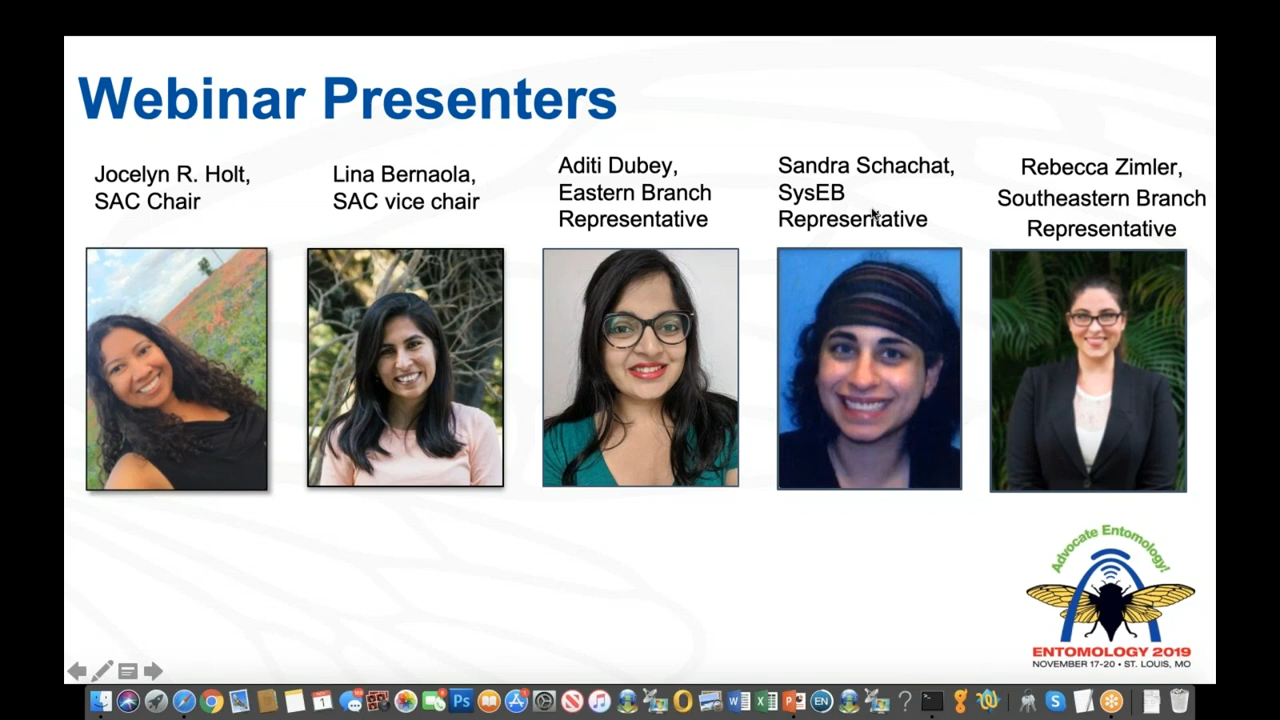 Webinar Presenters
Jocelyn R. Holt,
SAC Chair
Lina Bernaola,
SAC vice chair
Aditi Dubey,
Eastern Branch
Representative
Sandra Schachat,
SysEB
Representative
Rebecca Zimler,
Southeastern Branch
Representative
Advocate Entomology!
ENTOMOLOGY 2019
NOVEMBER 17-20 • ST. LOUIS, MO